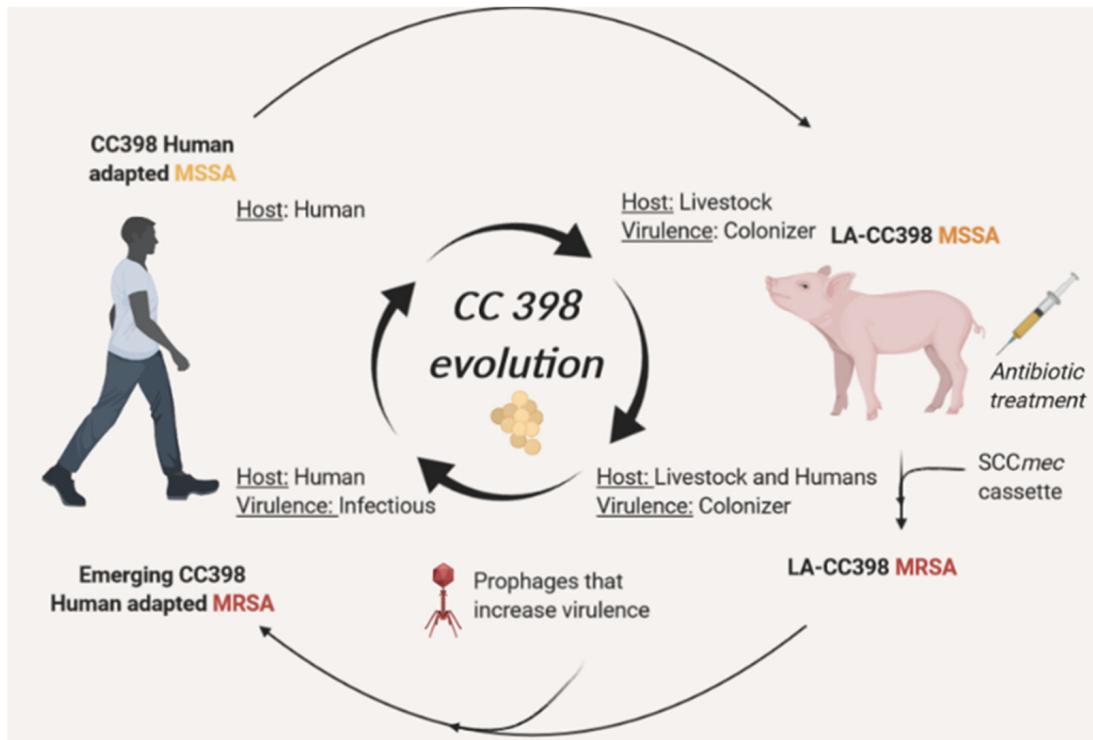 CC398 Human
adapted MSSA
Host: Human
Host: Livestock
Virulence: Colonizer
LA-CC398 MSSA
CC 398
evolution
Antibiotic
treatment
Host: Human
Virulence: Infectious
Host: Livestock and Humans
Virulence: Colonizer
SCCmec
cassette
Emerging CC398
Human adapted MRSA
Prophages that
increase virulence
LA-CC398 MRSA